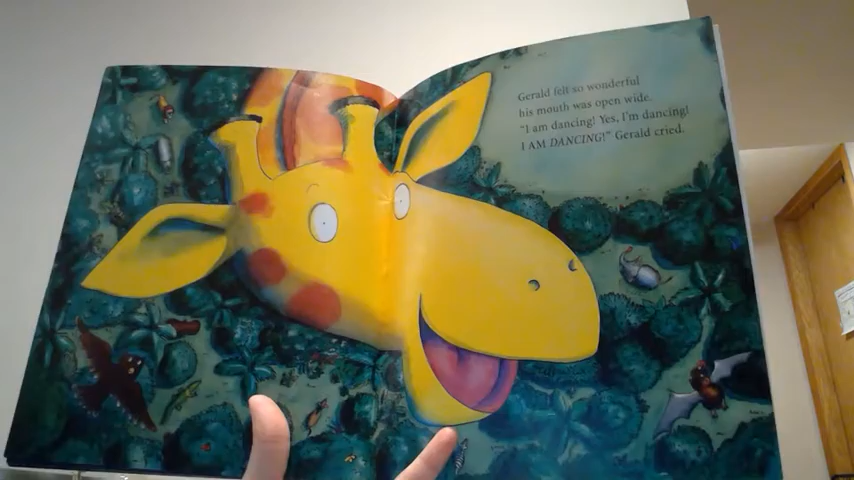 Gerald felt so wonderful
his mouth was open wide.
"I am dancing! Yes, I'm dancing!
I AM DANCING!" Gerald cried.